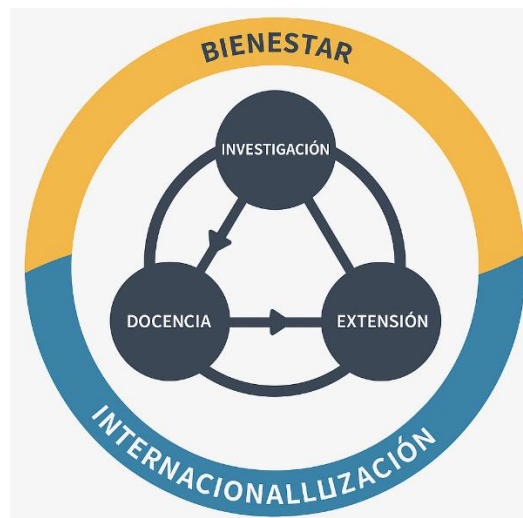 BIENESTAR
INVESTIGACIÓN
DOCENCIA
EXTENSIÓN
INTERNACIONALLUZACIÓN